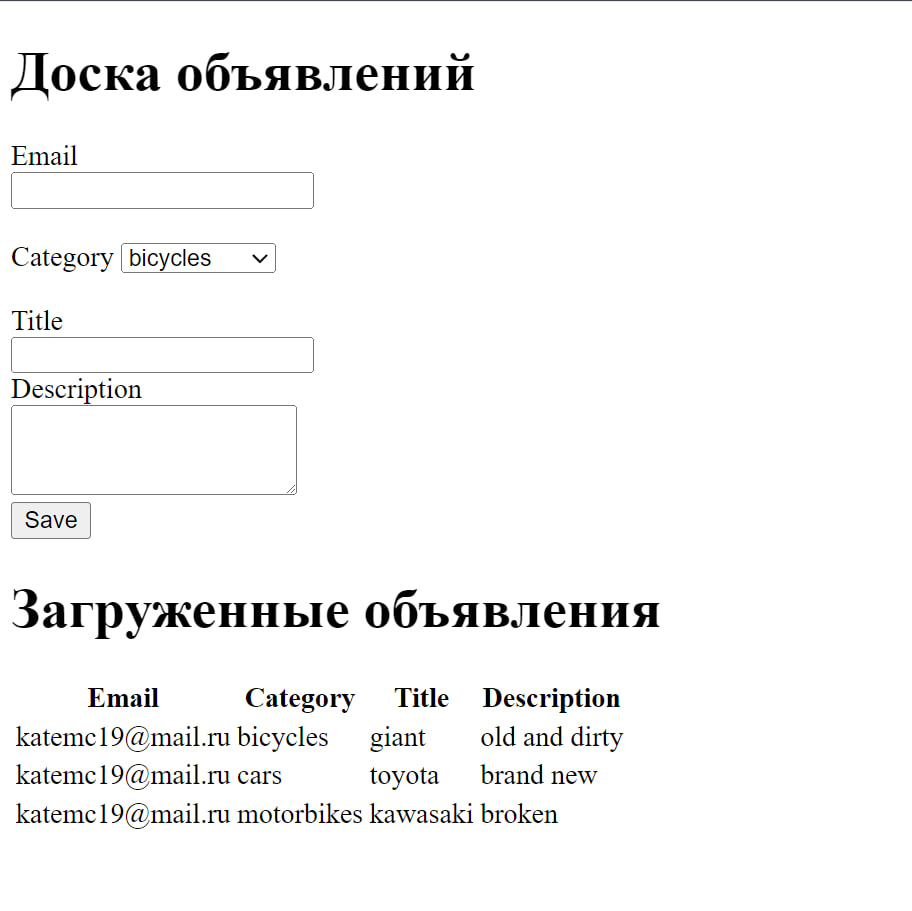 Доска объявлений
Email
Category bicycles
Title
Description
Save
Загруженные объявления
Email Category Title Description
katemc19@mail.ru bicycles giant old and dirty
katemc19@mail.ru cars toyota brand new
katemc19@mail.ru motorbikes kawasaki broken